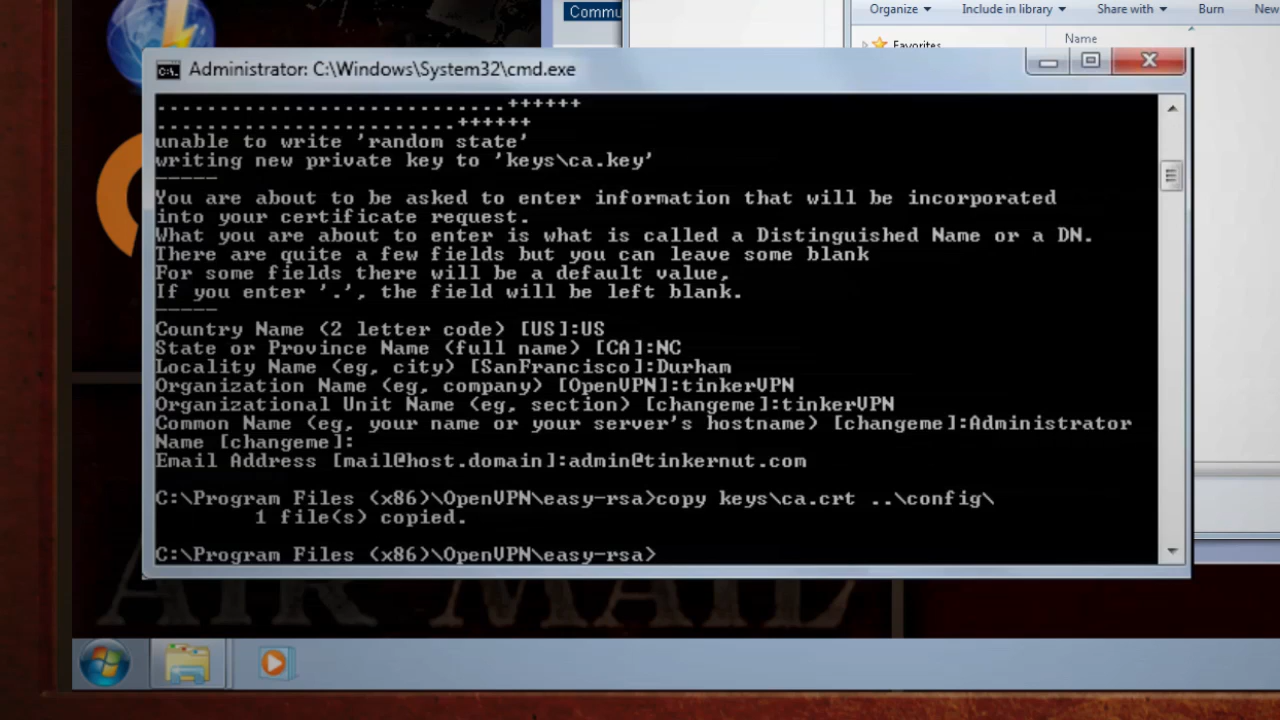 Commu
Organize
Include in library
Share with
Burn
New
Favorites
Name
Administrator: C:\Windows\System32\cmd.exe
............................++++++
........................++++++
unable to write 'random state'
writing new private key to 'keys\ca.key'
-----
You are about to be asked to enter information that will be incorporated
into your certificate request.
What you are about to enter is what is called a Distinguished Name or a DN.
There are quite a few fields but you can leave some blank
For some fields there will be a default value,
If you enter '.', the field will be left blank.
-----
Country Name (2 letter code) [US]:US
State or Province Name (full name) [CA]:NC
Locality Name (eg, city) [SanFrancisco]:Durham
Organization Name (eg, company) [OpenVPN]:tinkerVPN
Organizational Unit Name (eg, section) [changeme]:tinkerVPN
Common Name (eg, your name or your server's hostname) [changeme]:Administrator
Name [changeme]:
Email Address [mail@host.domain]:admin@tinkernut.com
C:\Program Files (x86)\OpenVPN\easy-rsa>copy keys\ca.crt ..\config\
1 file(s) copied.
C:\Program Files (x86)\OpenVPN\easy-rsa>
AIR MAIL